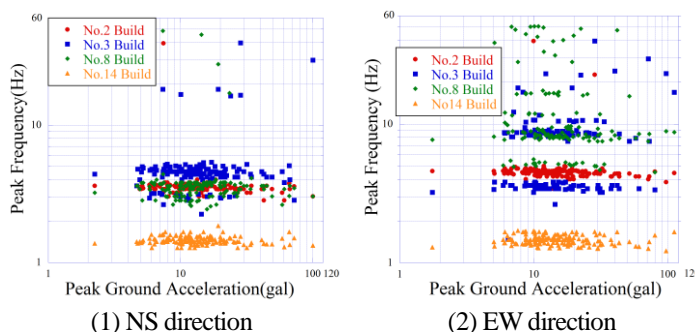 60
No.2 Build
No.3 Build
No.8 Build
No.14 Build
10
1
Peak Frequency(Hz)
1
10
100 120
Peak Ground Acceleration(gal)
(1) NS direction
60
No.2 Build
No.3 Build
No.8 Build
No14 Build
10
1
Peak Frequency (Hz)
1
10
100 12
Peak Ground Acceleration(gal)
(2) EW direction